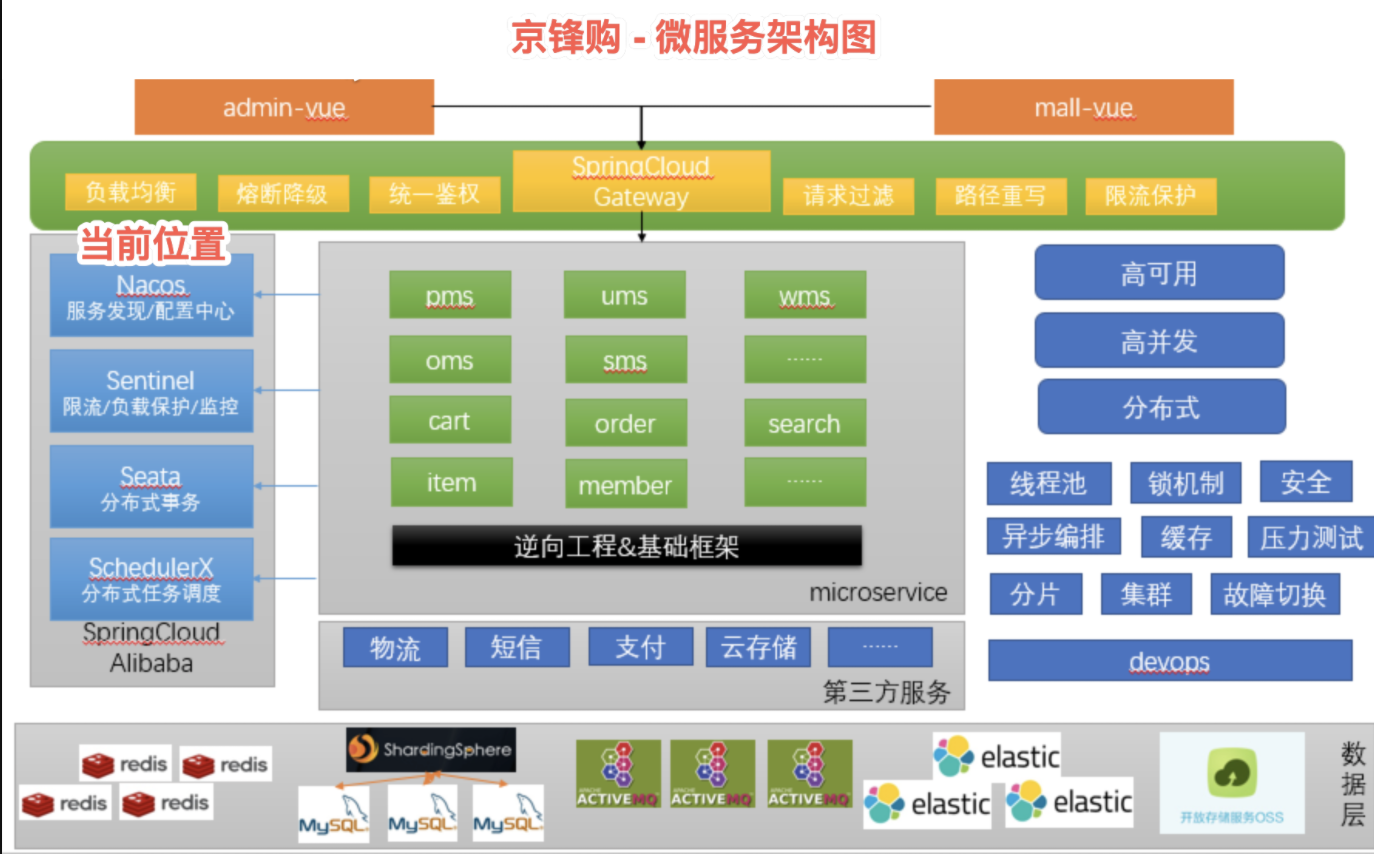 京锋购 - 微服务架构图
admin-vue
mall-vue
SpringCloud
Gateway
负载均衡
熔断降级
统一鉴权
请求过滤
路径重写
限流保护
当前位置
Nacos
服务发现/配置中心
Sentinel
限流/负载保护/监控
Seata
分布式事务
SchedulerX
分布式任务调度
SpringCloud
Alibaba
pms
ums
wms
oms
sms
......
cart
order
search
item
member
......
逆向工程&基础框架
microservice
物流
短信
支付
云存储
......
第三方服务
高可用
高并发
分布式
线程池
锁机制
安全
异步编排
缓存
压力测试
分片
集群
故障切换
devops
redis
redis
redis
redis
ShardingSphere
MySQL
MySQL
MySQL
APACHE
ACTIVEMQ
APACHE
ACTIVEMQ
APACHE
ACTIVEMQ
elastic
elastic
elastic
开放存储服务OSS
数据层